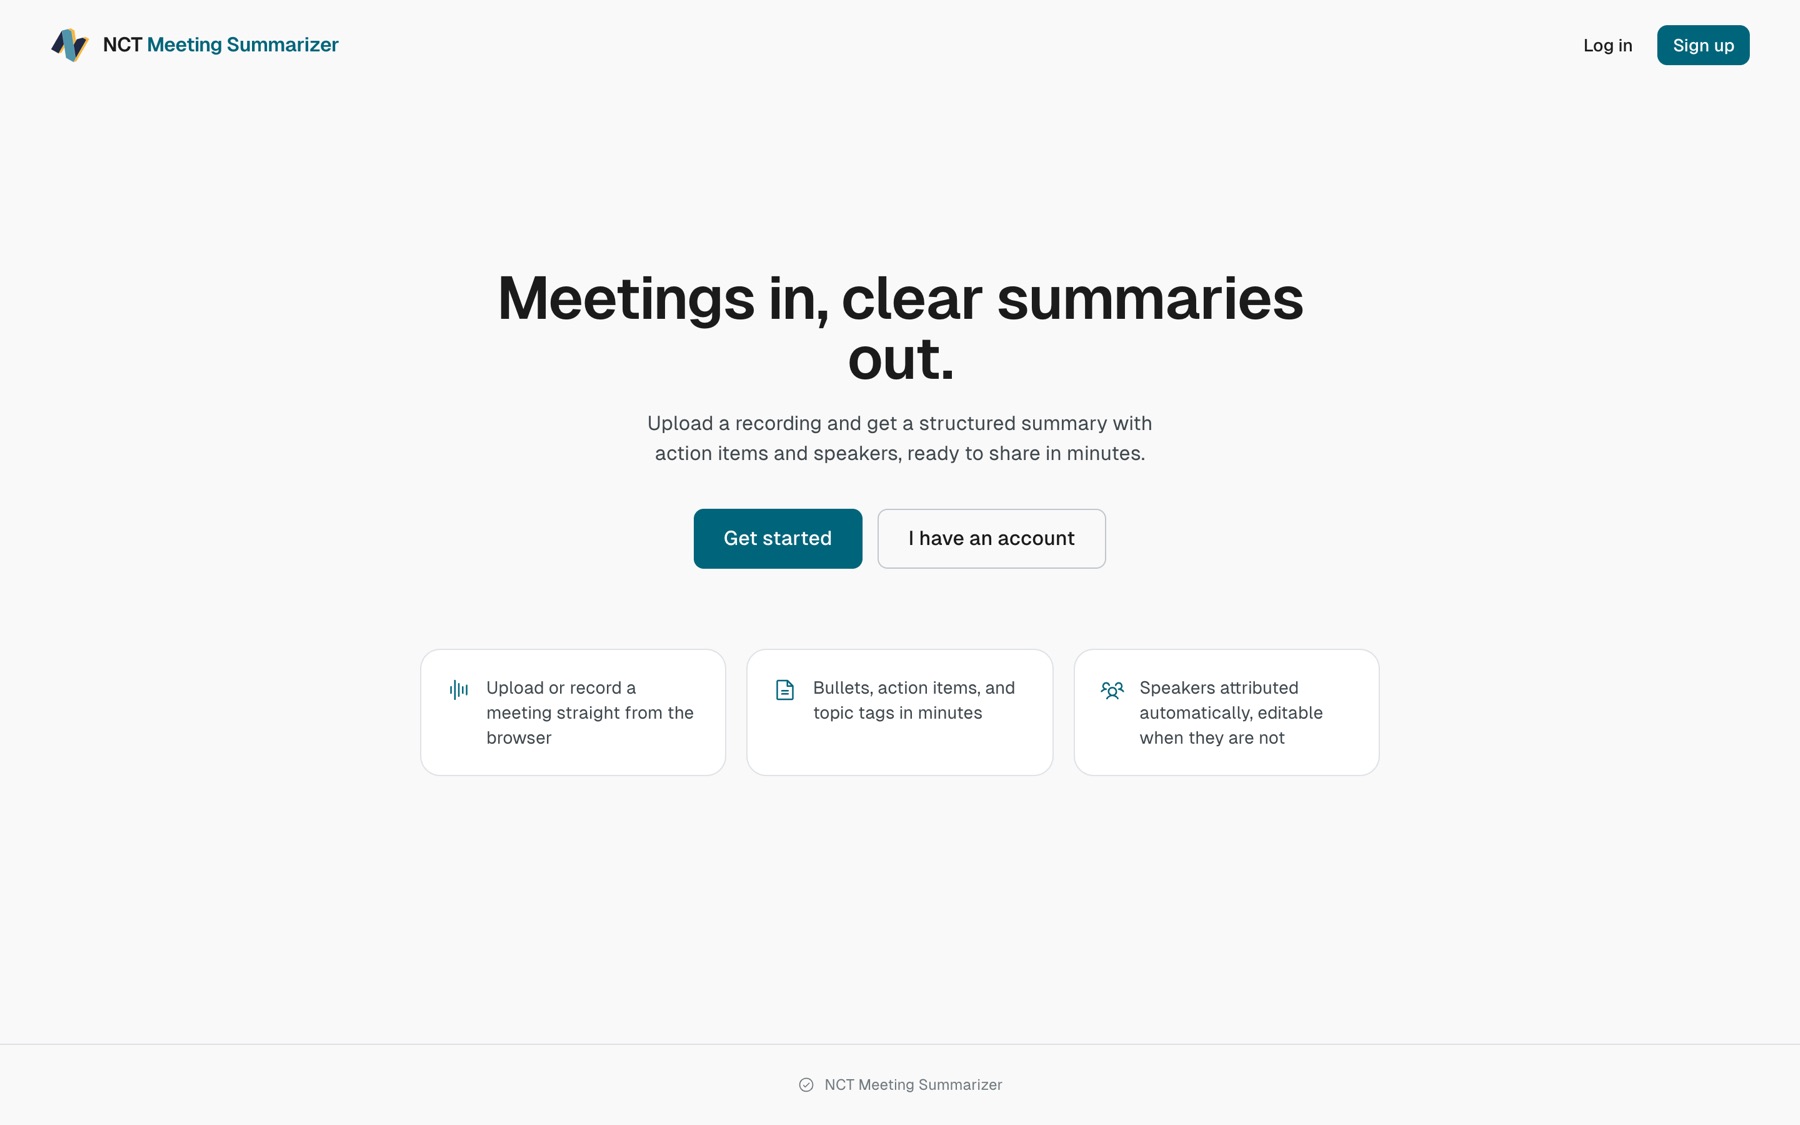 NCT Meeting Summarizer
Log in
Sign up
Meetings in, clear summaries
out.
Upload a recording and get a structured summary with
action items and speakers, ready to share in minutes.
Get started
I have an account
Upload or record a
meeting straight from the
browser
Bullets, action items, and
topic tags in minutes
Speakers attributed
automatically, editable
when they are not
NCT Meeting Summarizer